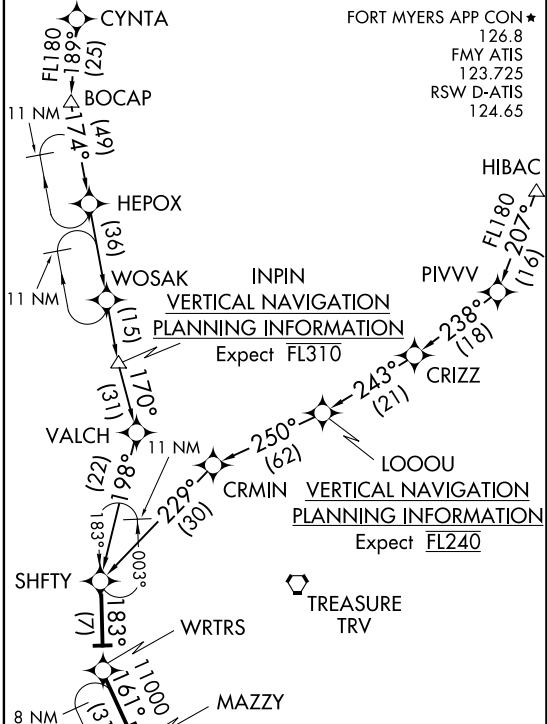 CYNTA
FL180
189°
(25)
BOCAP
11 NM
174°
(49)
HEPOX
(36)
WOSAK
11 NM
(15)
FORT MYERS APP CON★
126.8
FMY ATIS
123.725
RSW D-ATIS
124.65
HIBAC
FL180
207°
(16)
PIVVV
238°
(18)
CRIZZ
243°
(21)
INPIN
VERTICAL NAVIGATION
PLANNING INFORMATION
Expect FL310
170°
(31)
VALCH
250°
(62)
LOOOU
VERTICAL NAVIGATION
PLANNING INFORMATION
Expect FL240
CRMIN
229°
(30)
11 NM
198°
(22)
183°
003°
SHFTY
TREASURE
TRV
183°
(7)
WRTRS
11000
161°
MAZZY
8 NM